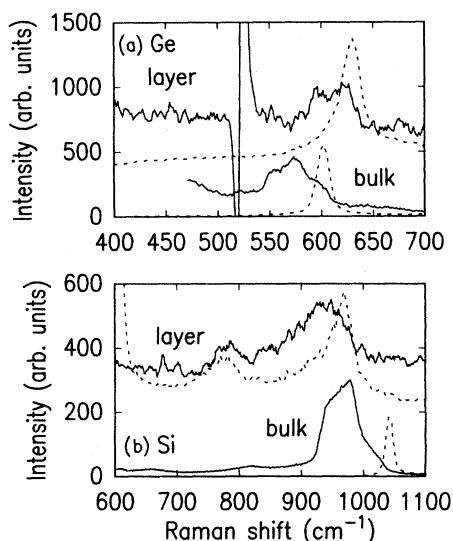 (a) Ge
layer
bulk
Intensity (arb. units)
1500
1000
500
0
400 450 500 550 600 650 700
layer
bulk
(b) Si
Intensity (arb. units)
600
400
200
0
600 700 800 900 1000 1100
Raman shift (cm⁻¹)